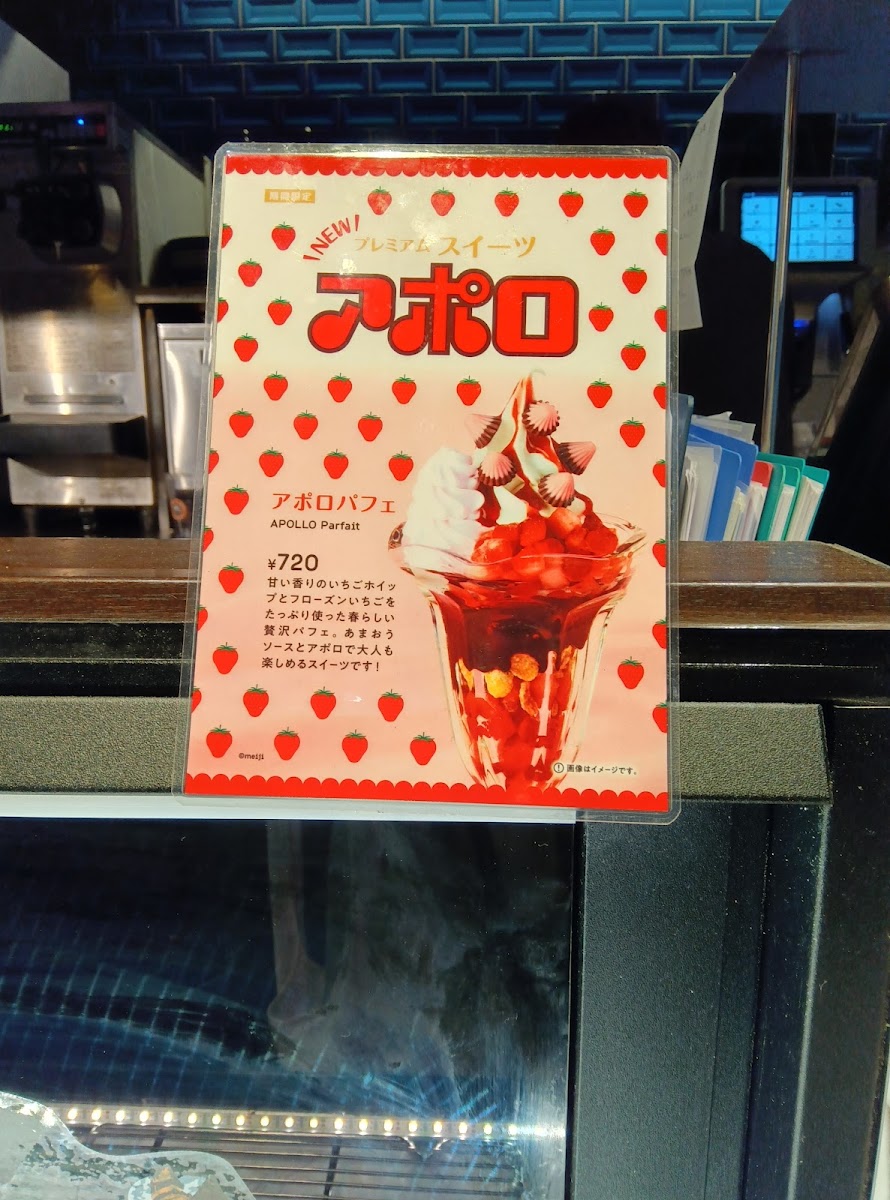 期間限定
NEW
プレミアムスイーツ
アポロ
アポロパフェ
APOLLO Parfait
¥720
甘い香りのいちごホイッ
プとフローズンいちごを
たっぷり使った春らしい
贅沢パフェ。あまおう
ソースとアポロで大人も
楽しめるスイーツです!
©meiji
! 画像はイメージです。